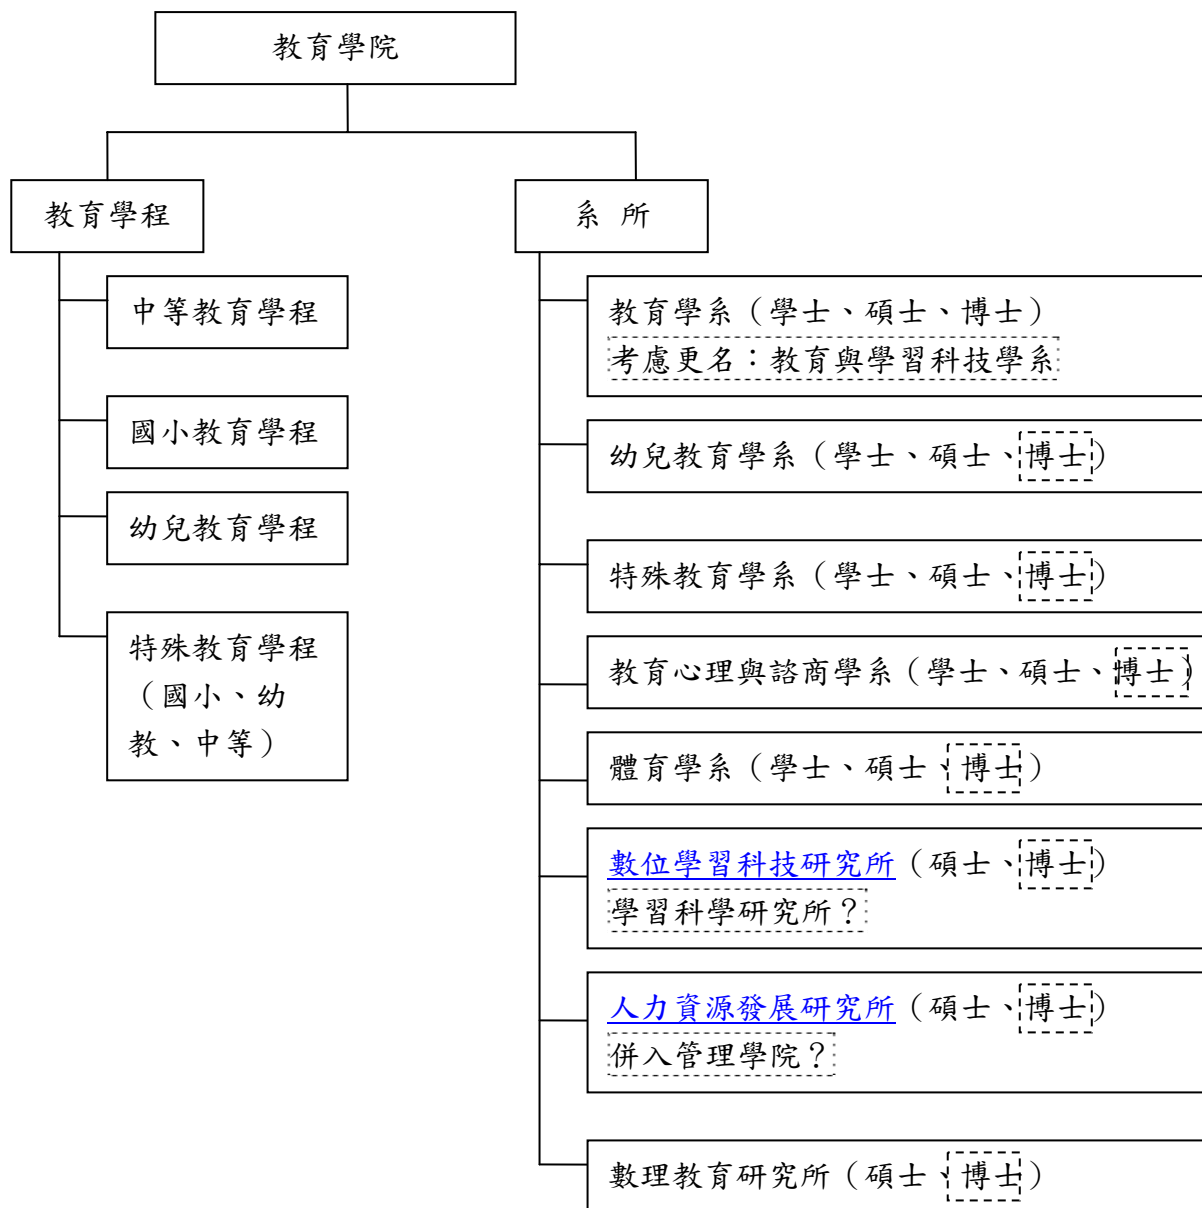 教育學院
教育學程
中等教育學程
國小教育學程
幼兒教育學程
特殊教育學程
（國小、幼
教、中等）
系 所
教育學系（學士、碩士、博士）
考慮更名：教育與學習科技學系
幼兒教育學系（學士、碩士、博士）
特殊教育學系（學士、碩士、博士）
教育心理與諮商學系（學士、碩士、博士）
體育學系（學士、碩士、博士）
數位學習科技研究所（碩士、博士）
學習科學研究所？
人力資源發展研究所（碩士、博士）
併入管理學院？
數理教育研究所（碩士、博士）